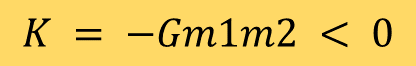 K = −Gm1m2 < 0